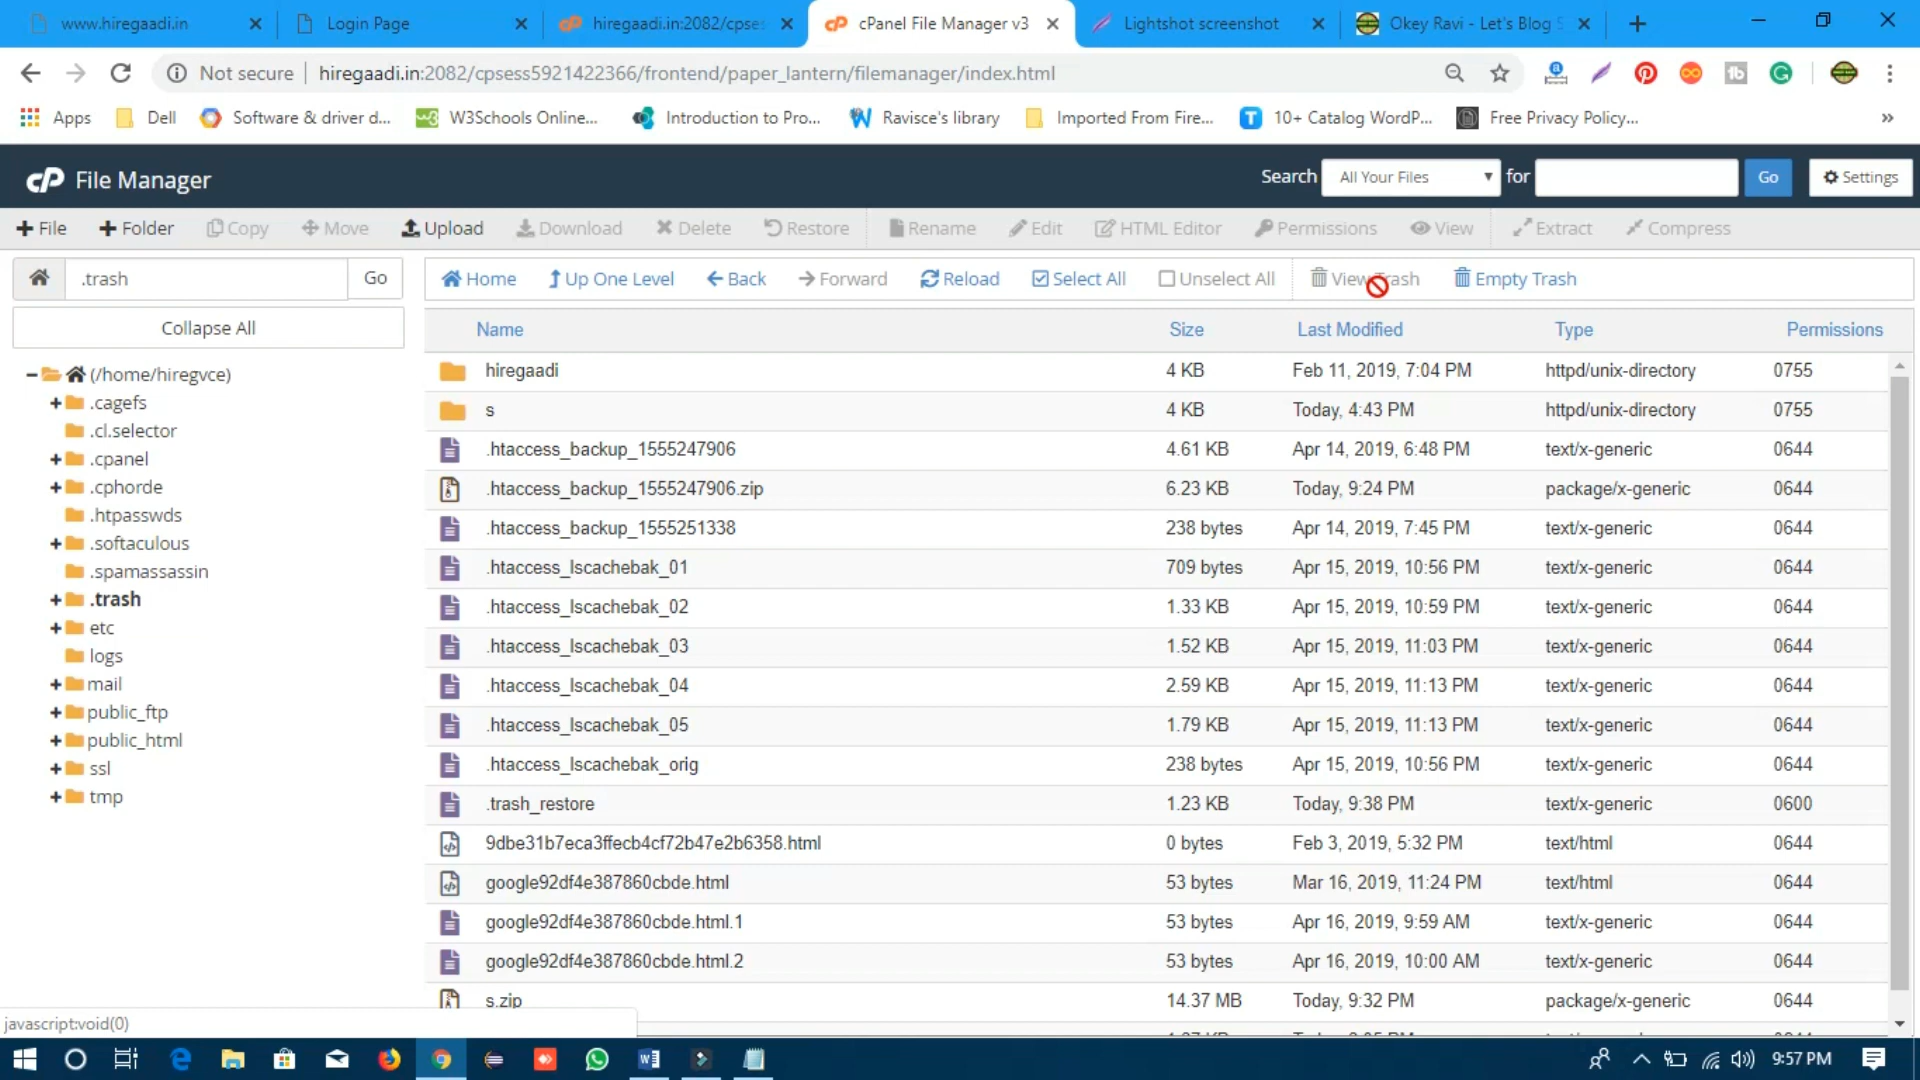 www.hiregaadi.in
Login Page
hiregaadi.in:2082/cpses
cPanel File Manager v3
Lightshot screenshot
Okey Ravi - Let's Blog S
Not secure
hiregaadi.in:2082/cpsess5921422366/frontend/paper_lantern/filemanager/index.html
Apps
Dell
Software & driver d...
W3Schools Online...
Introduction to Pro...
Ravisce's library
Imported From Fire...
10+ Catalog WordP...
Free Privacy Policy...
cP File Manager
Search All Your Files for Go Settings
File Folder Copy Move Upload Download Delete Restore Rename Edit HTML Editor Permissions View Extract Compress
.trash Go
Home Up One Level Back Forward Reload Select All Unselect All View Trash Empty Trash
Collapse All
(/home/hiregvce)
.cagefs
.cl.selector
.cpanel
.cphorde
.htpasswds
.softaculous
.spamassassin
.trash
etc
logs
mail
public_ftp
public_html
ssl
tmp
Name Size Last Modified Type Permissions
hiregaadi 4 KB Feb 11, 2019, 7:04 PM httpd/unix-directory 0755
s 4 KB Today, 4:43 PM httpd/unix-directory 0755
.htaccess_backup_1555247906 4.61 KB Apr 14, 2019, 6:48 PM text/x-generic 0644
.htaccess_backup_1555247906.zip 6.23 KB Today, 9:24 PM package/x-generic 0644
.htaccess_backup_1555251338 238 bytes Apr 14, 2019, 7:45 PM text/x-generic 0644
.htaccess_lscachebak_01 709 bytes Apr 15, 2019, 10:56 PM text/x-generic 0644
.htaccess_lscachebak_02 1.33 KB Apr 15, 2019, 10:59 PM text/x-generic 0644
.htaccess_lscachebak_03 1.52 KB Apr 15, 2019, 11:03 PM text/x-generic 0644
.htaccess_lscachebak_04 2.59 KB Apr 15, 2019, 11:13 PM text/x-generic 0644
.htaccess_lscachebak_05 1.79 KB Apr 15, 2019, 11:13 PM text/x-generic 0644
.htaccess_lscachebak_orig 238 bytes Apr 15, 2019, 10:56 PM text/x-generic 0644
.trash_restore 1.23 KB Today, 9:38 PM text/x-generic 0600
9dbe31b7eca3ffecb4cf72b47e2b6358.html 0 bytes Feb 3, 2019, 5:32 PM text/html 0644
google92df4e387860cbde.html 53 bytes Mar 16, 2019, 11:24 PM text/html 0644
google92df4e387860cbde.html.1 53 bytes Apr 16, 2019, 9:59 AM text/x-generic 0644
google92df4e387860cbde.html.2 53 bytes Apr 16, 2019, 10:00 AM text/x-generic 0644
s.zip 14.37 MB Today, 9:32 PM package/x-generic 0644
javascript:void(0)
9:57 PM